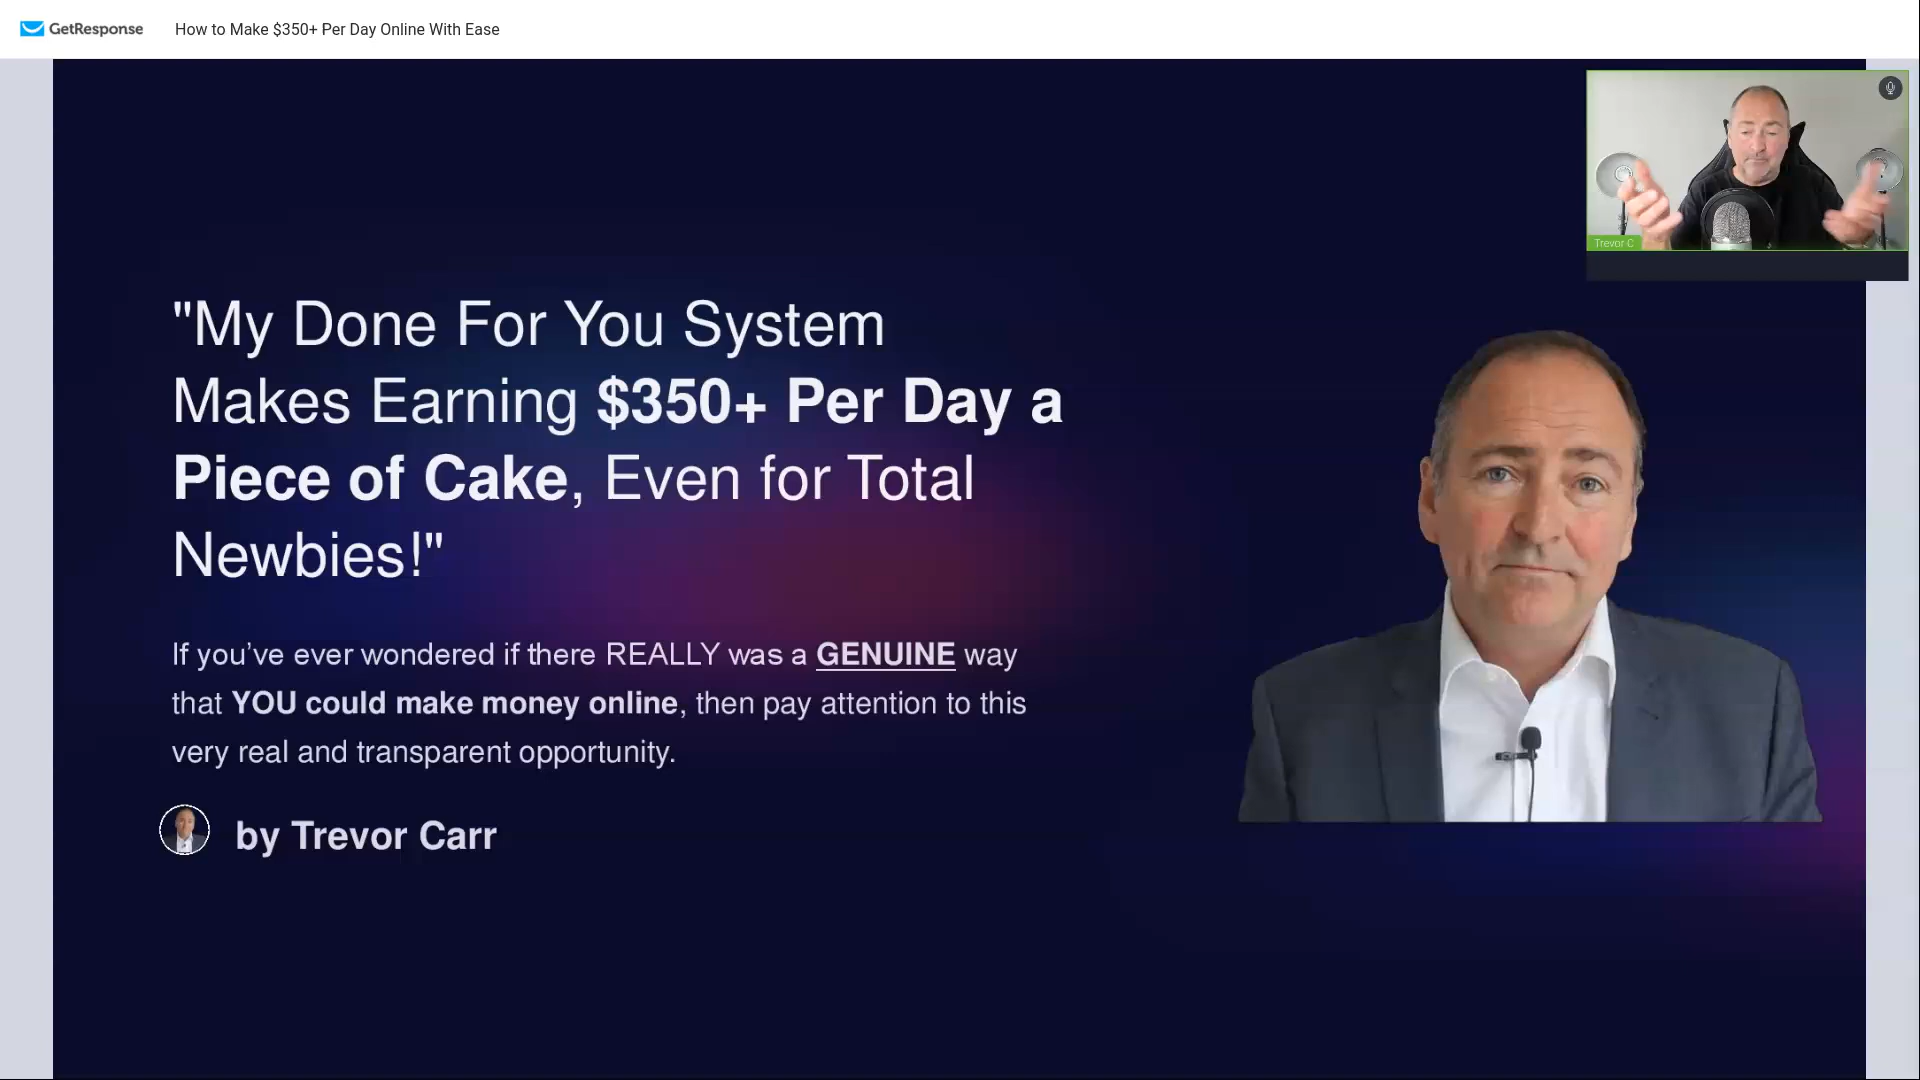 GetResponse
How to Make $350+ Per Day Online With Ease
Trevor C
"My Done For You System
Makes Earning $350+ Per Day a
Piece of Cake, Even for Total
Newbies!"
If you’ve ever wondered if there REALLY was a GENUINE way
that YOU could make money online, then pay attention to this
very real and transparent opportunity.
by Trevor Carr